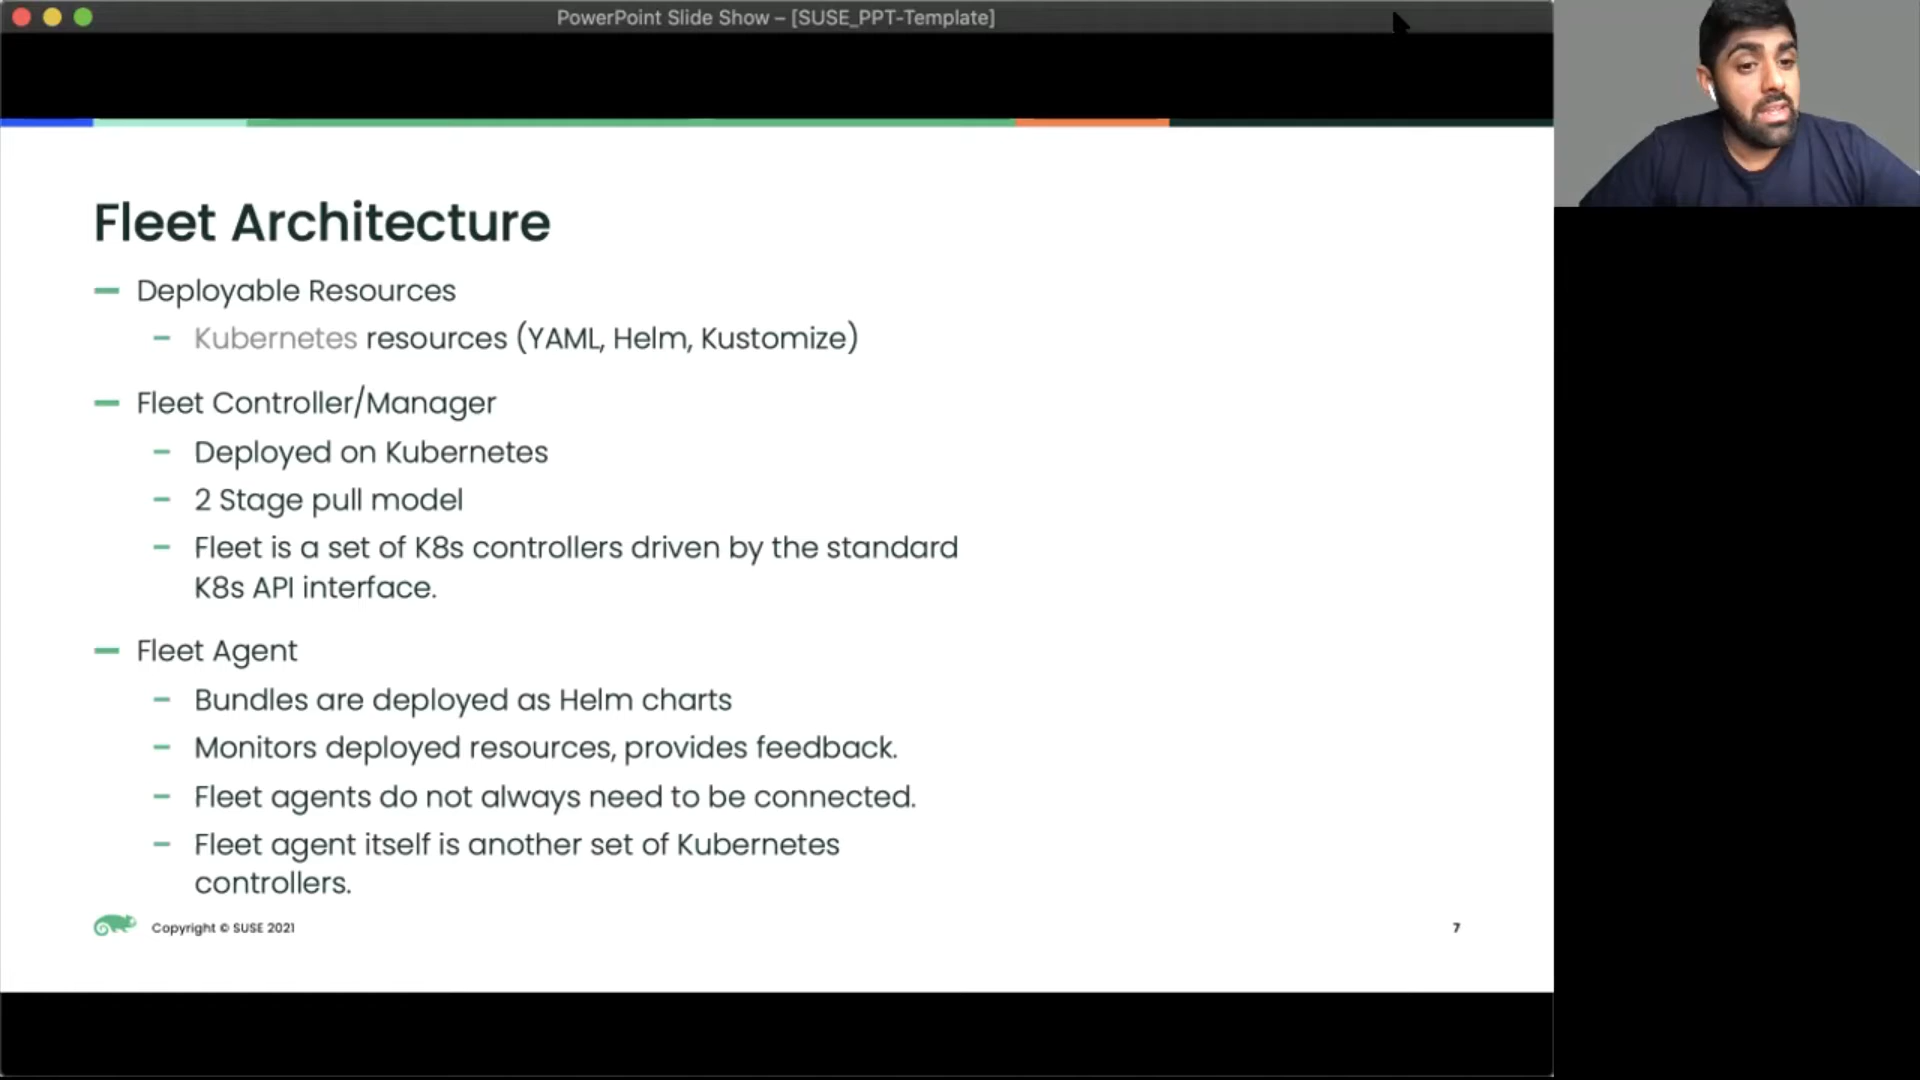 PowerPoint Slide Show – [SUSE_PPT-Template]
Fleet Architecture
Deployable Resources
Kubernetes resources (YAML, Helm, Kustomize)
Fleet Controller/Manager
Deployed on Kubernetes
2 Stage pull model
Fleet is a set of K8s controllers driven by the standard
K8s API interface.
Fleet Agent
Bundles are deployed as Helm charts
Monitors deployed resources, provides feedback.
Fleet agents do not always need to be connected.
Fleet agent itself is another set of Kubernetes
controllers.
Copyright © SUSE 2021
7